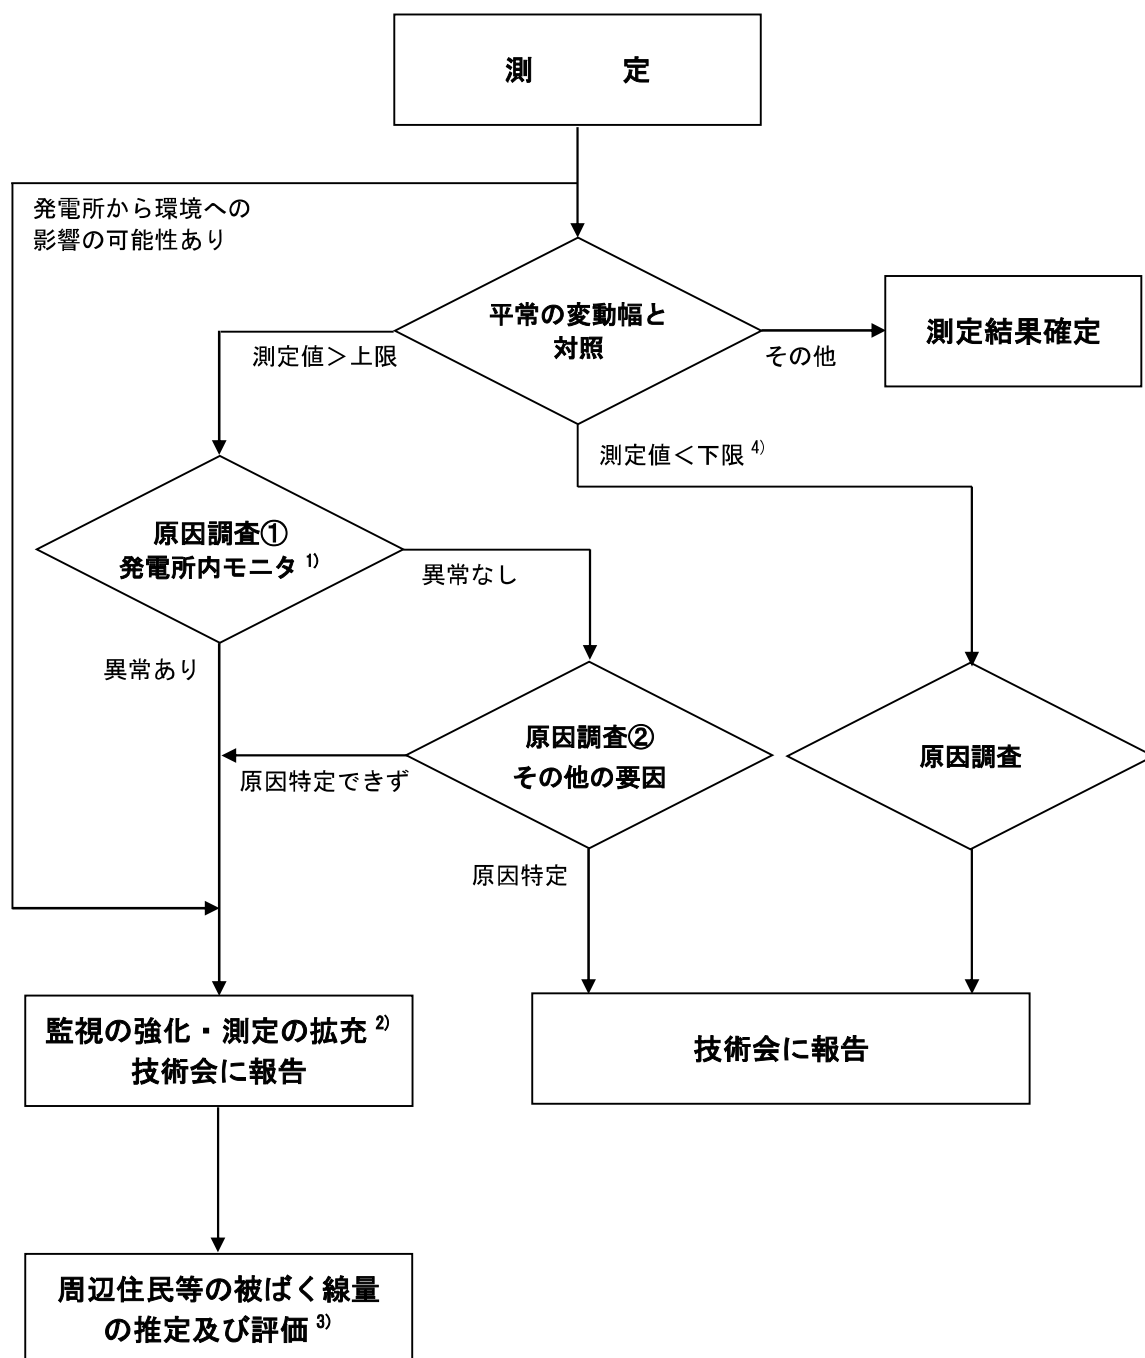 測　　　定
発電所から環境への
影響の可能性あり
平常の変動幅と
対照
測定結果確定
測定値＞上限
その他
測定値＜下限 4)
原因調査①
発電所内モニタ 1)
異常なし
異常あり
原因調査②
その他の要因
原因調査
原因特定できず
原因特定
監視の強化・測定の拡充 2)
技術会に報告
技術会に報告
周辺住民等の被ばく線量
の推定及び評価 3)